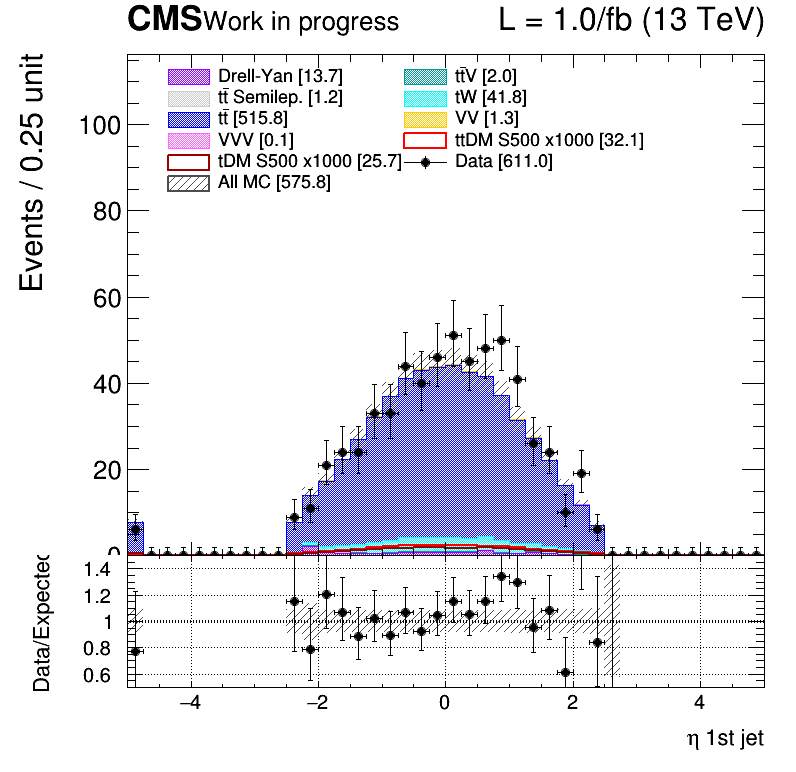 CMS Work in progress L = 1.0/fb (13 TeV)
Drell-Yan [13.7] tt̄V [2.0]
tt̄ Semilep. [1.2] tW [41.8]
tt̄ [515.8] VV [1.3]
VVV [0.1] ttDM S500 x1000 [32.1]
tDM S500 x1000 [25.7] Data [611.0]
All MC [575.8]
Events / 0.25 unit
100
80
60
40
20
0
Data/Expected
1.4
1.2
1
0.8
0.6
−4 −2 0 2 4
η 1st jet